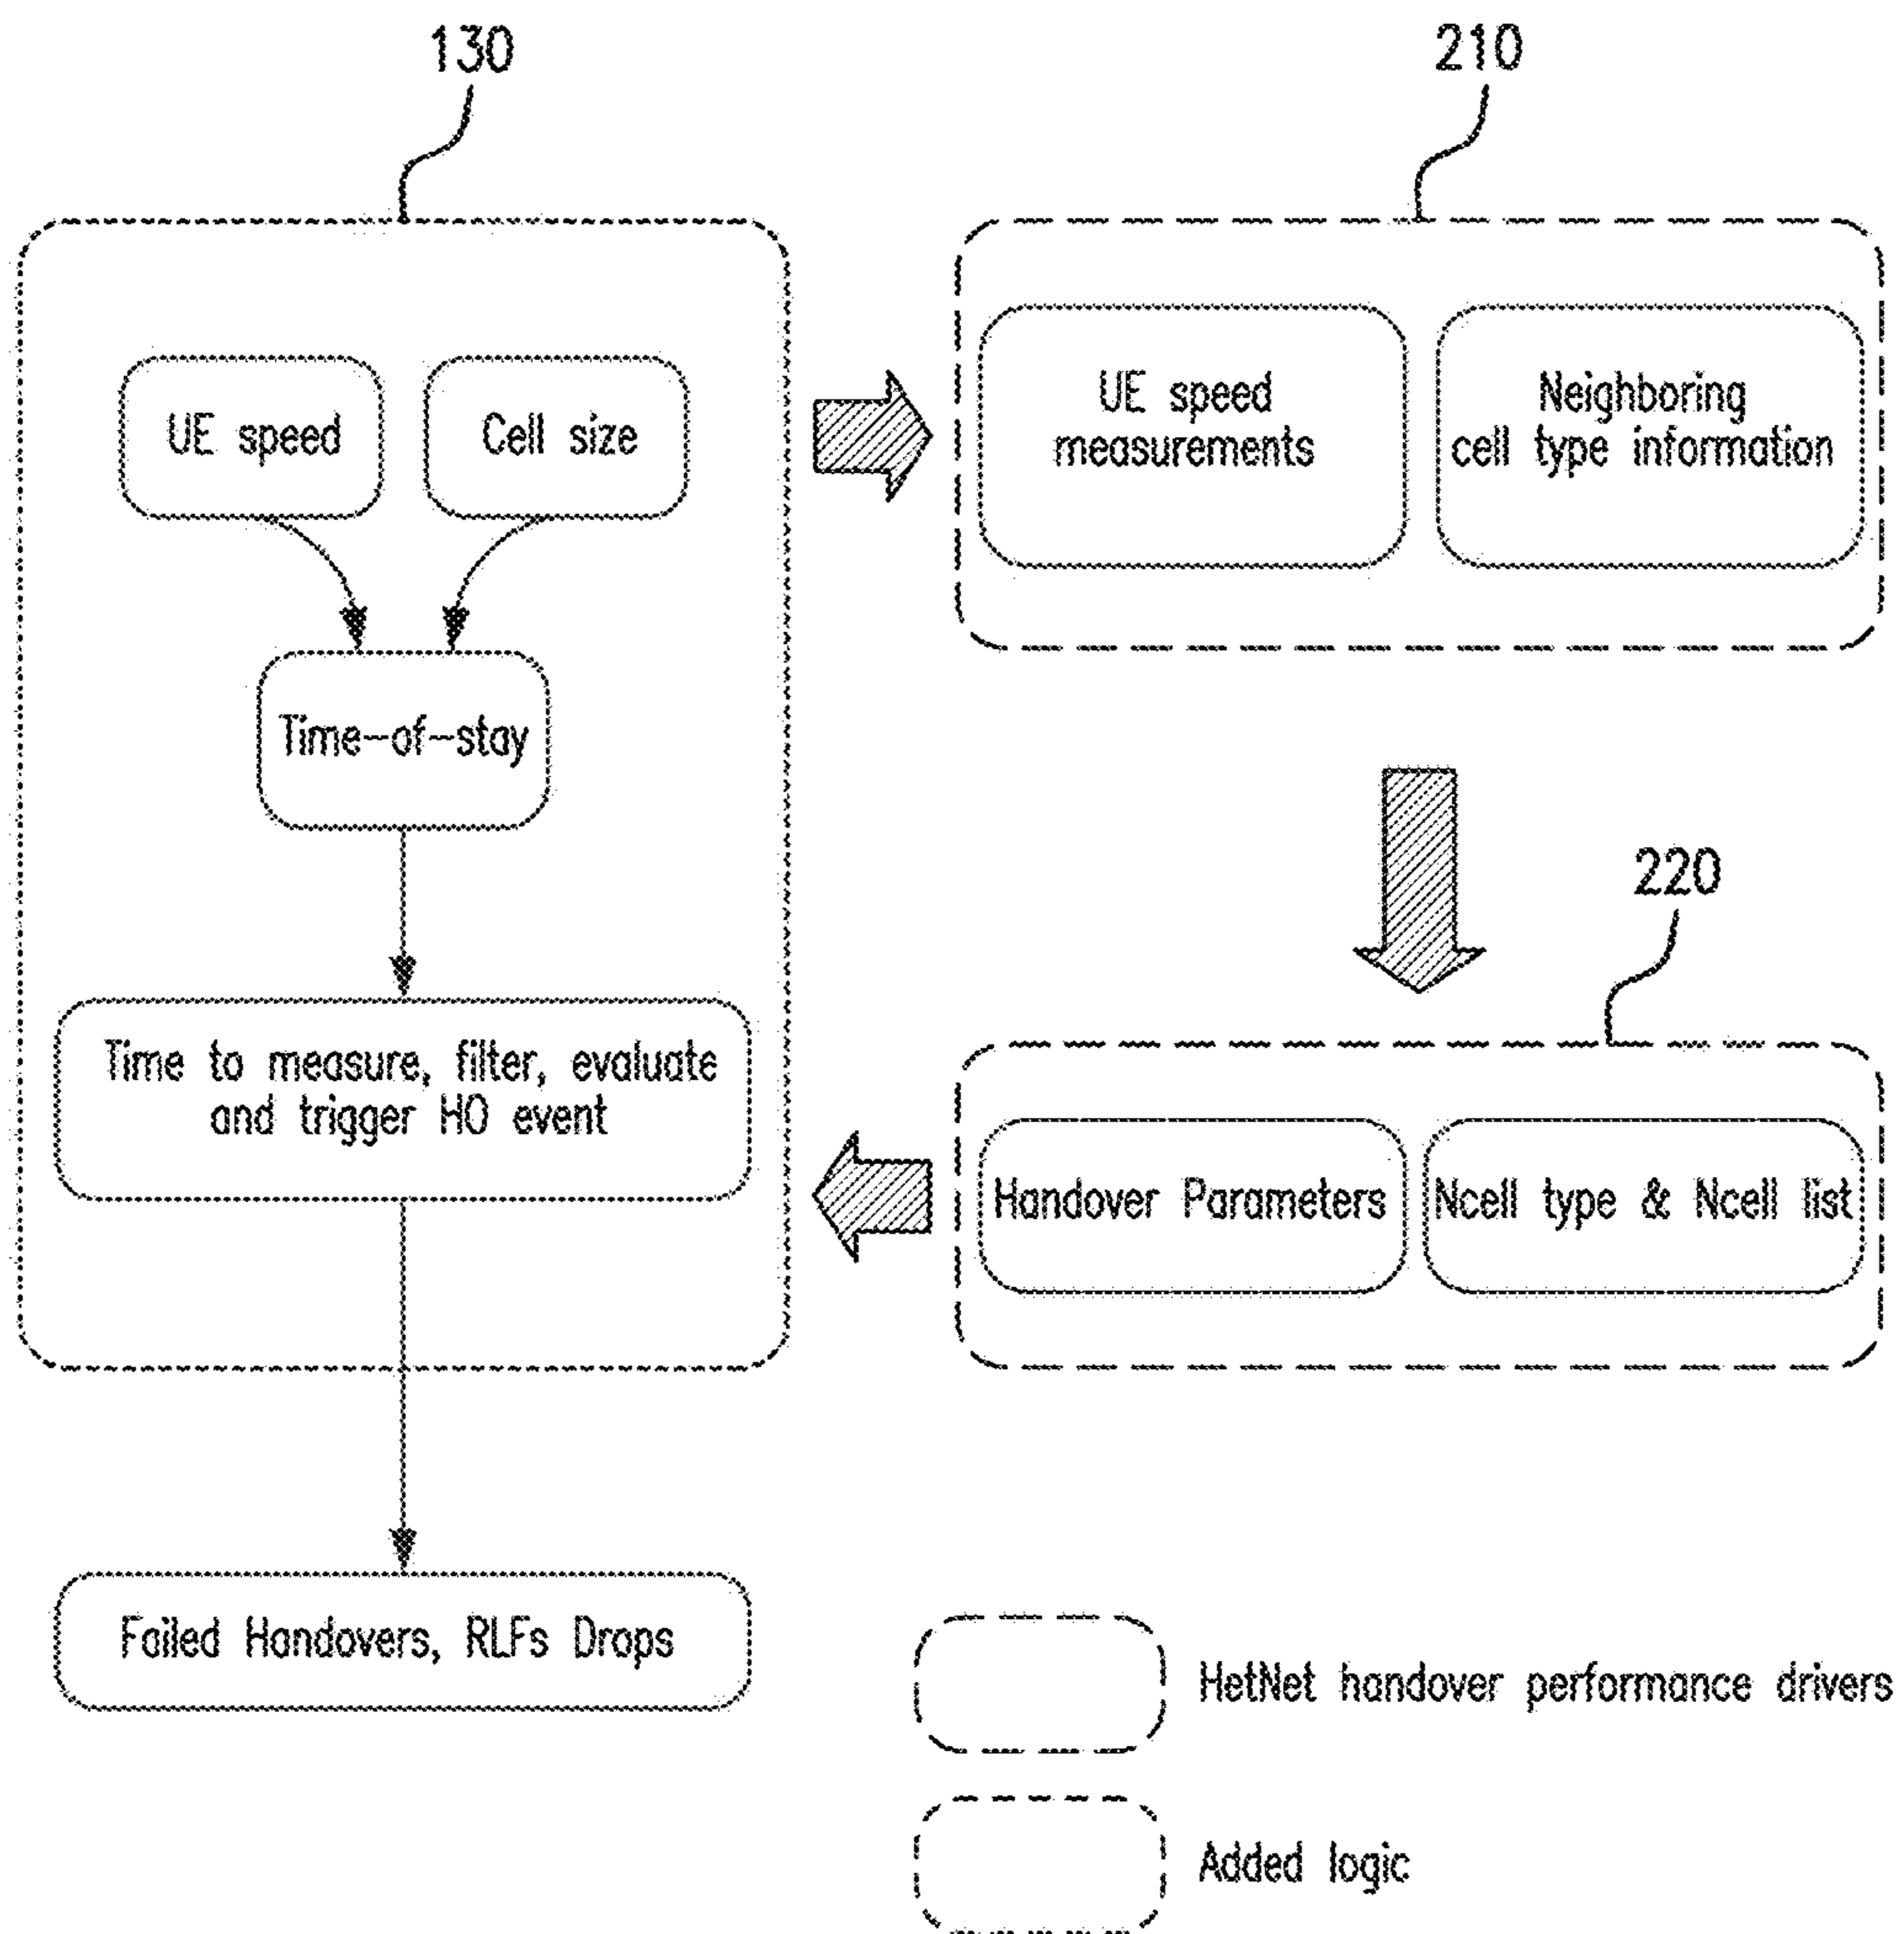 130
210
UE speed
Cell size
UE speed
measurements
Neighboring
cell type information
Time-of-stay
220
Time to measure, filter, evaluate
and trigger HO event
Handover Parameters
Ncell type & Ncell list
Failed Handovers, RLFs Drops
HetNet handover performance drivers
Added logic